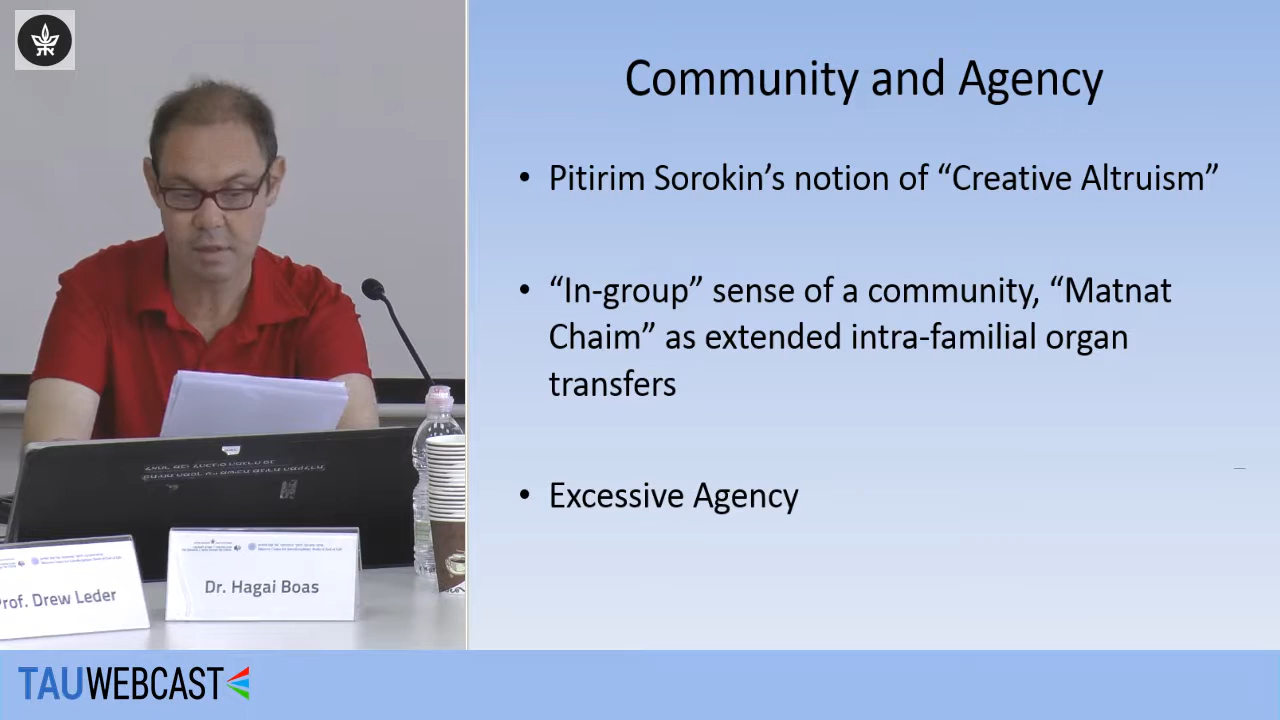 Community and Agency
• Pitirim Sorokin’s notion of “Creative Altruism”
• “In-group” sense of a community, “Matnat
Chaim” as extended intra-familial organ
transfers
• Excessive Agency
Prof. Drew Leder
Dr. Hagai Boas
TAUWEBCAST